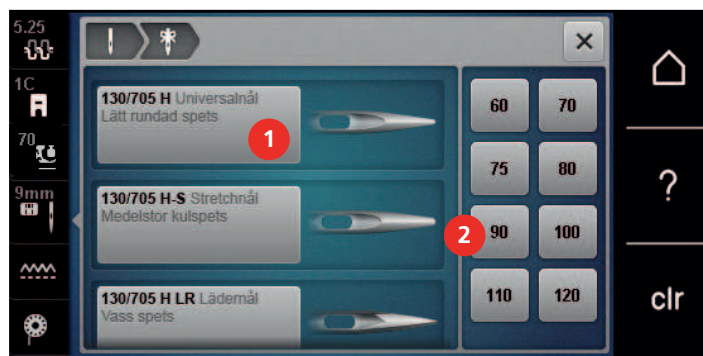 5.25
1C
70
9mm
130/705 H Universalnål
Lätt rundad spets
1
130/705 H-S Stretchnål
Medelstor kulspets
130/705 H LR Lädernål
Vass spets
2
60 70
75 80
90 100
110 120
?
clr